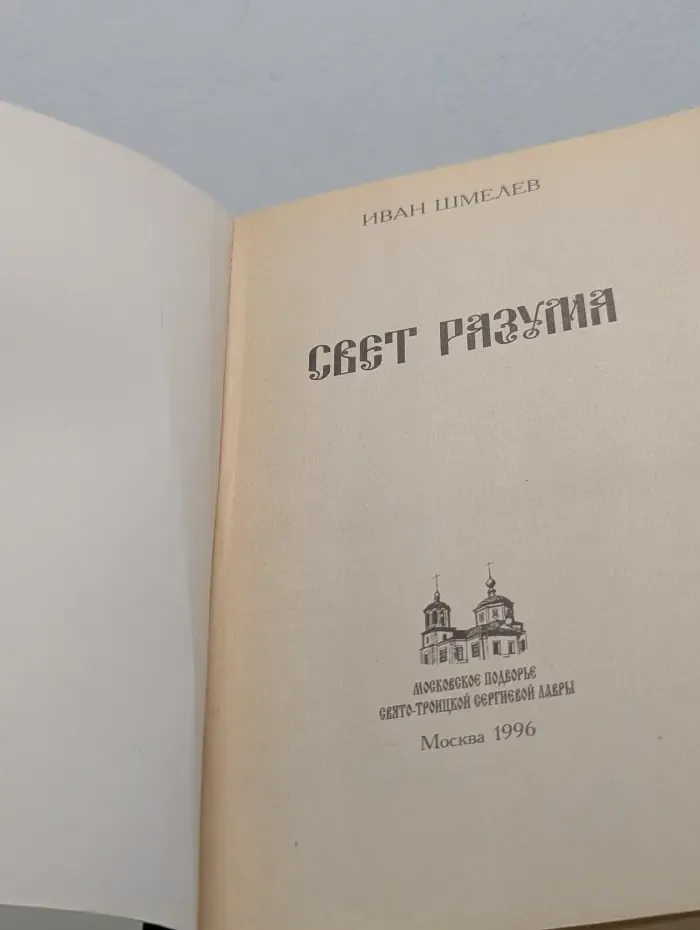 ИВАН ШМЕЛЕВ
СВЕТ РАЗУМА
МОСКОВСКОЕ ПОДВОРЬЕ
СВЯТО-ТРОИЦКОЙ СЕРГИЕВОЙ ЛАВРЫ
Москва 1996